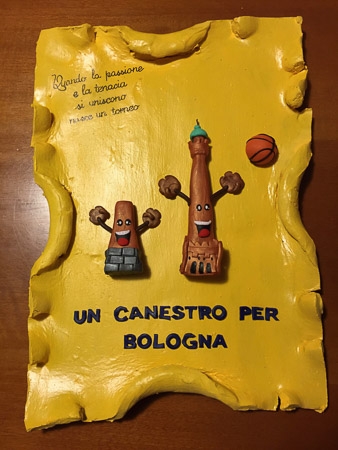 Quando la passione
e la tenacia
si uniscono
nasce un torneo
UN CANESTRO PER
BOLOGNA